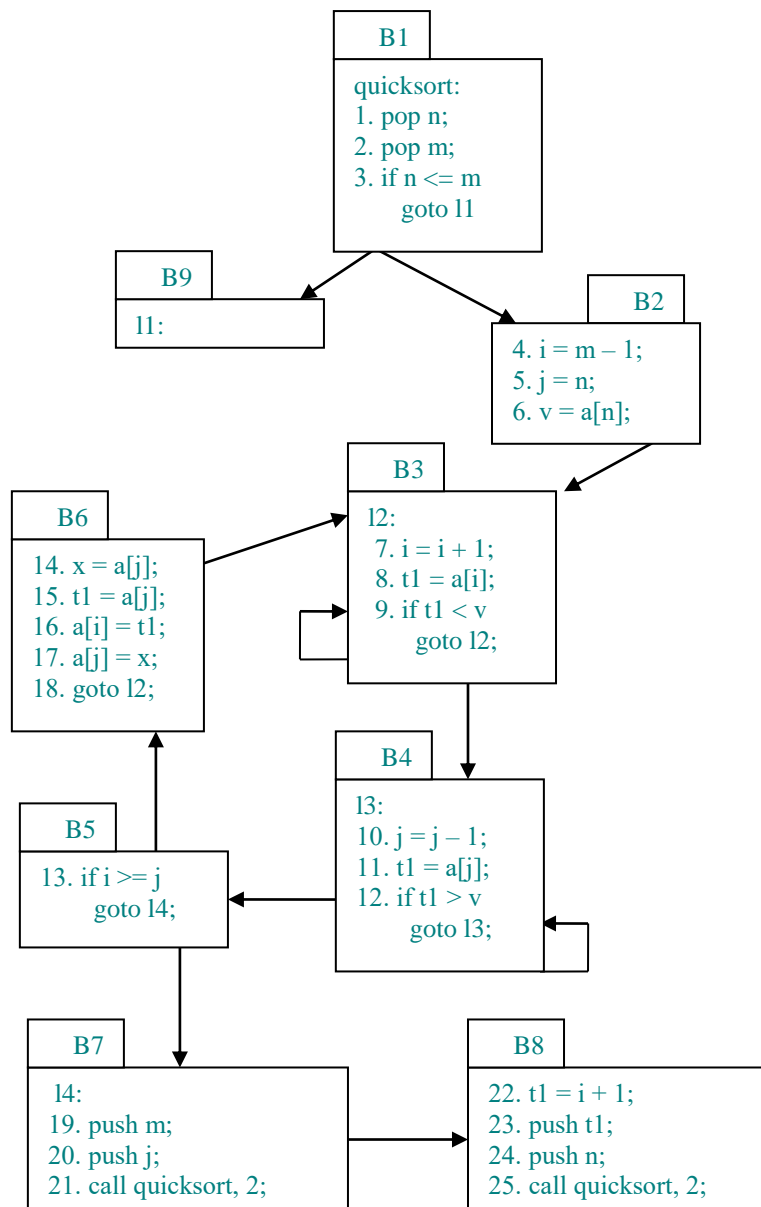 B1
quicksort:
1. pop n;
2. pop m;
3. if n <= m
goto l1
B9
l1:
B2
4. i = m – 1;
5. j = n;
6. v = a[n];
B3
l2:
7. i = i + 1;
8. t1 = a[i];
9. if t1 < v
goto l2;
B6
14. x = a[j];
15. t1 = a[j];
16. a[i] = t1;
17. a[j] = x;
18. goto l2;
B4
l3:
10. j = j – 1;
11. t1 = a[j];
12. if t1 > v
goto l3;
B5
13. if i >= j
goto l4;
B7
l4:
19. push m;
20. push j;
21. call quicksort, 2;
B8
22. t1 = i + 1;
23. push t1;
24. push n;
25. call quicksort, 2;